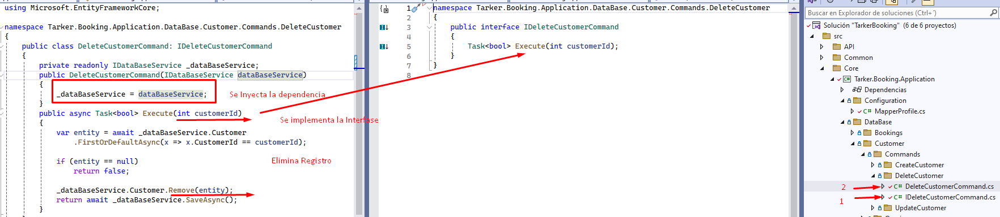 using Microsoft.EntityFrameworkCore;
namespace Tarker.Booking.Application.DataBase.Customer.Commands.DeleteCustomer
{
public class DeleteCustomerCommand: IDeleteCustomerCommand
{
private readonly IDataBaseService _dataBaseService;
public DeleteCustomerCommand(IDataBaseService dataBaseService)
{
_dataBaseService = dataBaseService;
Se Inyecta la dependencia
}
public async Task<bool> Execute(int customerId)
Se implementa la Interfase
{
var entity = await _dataBaseService.Customer
.FirstOrDefaultAsync(x => x.CustomerId == customerId);
if (entity == null)
Elimina Registro
return false;
_dataBaseService.Customer.Remove(entity);
return await _dataBaseService.SaveAsync();
}
1 namespace Tarker.Booking.Application.DataBase.Customer.Commands.DeleteCustomer
2 {
3 public interface IDeleteCustomerCommand
4 {
5 Task<bool> Execute(int customerId);
6 }
7 }
8
Buscar en Explorador de soluciones (Ctrl+´)
Solución "TarkerBooking" (6 de 6 proyectos)
src
API
Common
Core
C# Tarker.Booking.Application
Dependencias
Configuration
C# MapperProfile.cs
DataBase
Bookings
Customer
Commands
CreateCustomer
DeleteCustomer
2 C# DeleteCustomerCommand.cs
1 C# IDeleteCustomerCommand.cs
UpdateCustomer